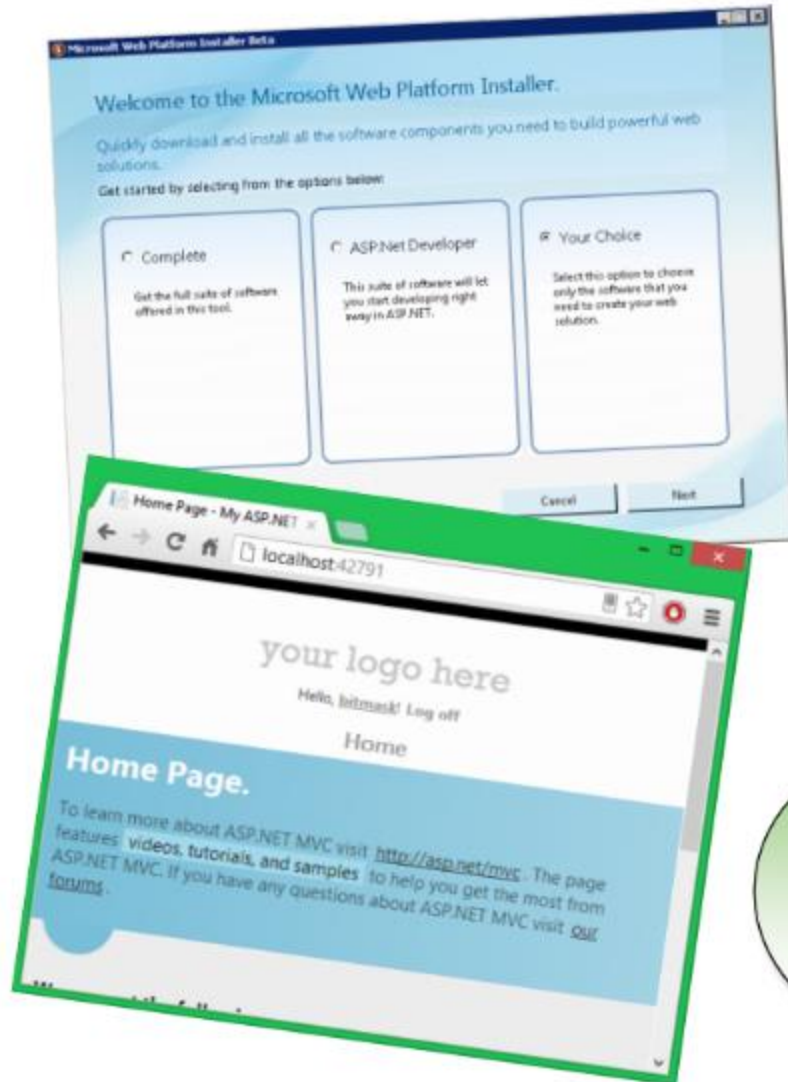 Microsoft Web Platform Installer Beta
Welcome to the Microsoft Web Platform Installer.
Quickly download and install all the software components you need to build powerful web
solutions.
Get started by selecting from the options below:
Complete
Get the full suite of software
offered in this tool.
ASP.Net Developer
This suite of software will let
you start developing right
away in ASP.NET.
Your Choice
Select this option to choose
only the software that you
need to create your web
solution.
Cancel
Next
Home Page - My ASP.NET
localhost:42791
your logo here
Hello, bitmask! Log off
Home
Home Page.
To learn more about ASP.NET MVC visit http://asp.net/mvc . The page
features videos, tutorials, and samples to help you get the most from
ASP.NET MVC. If you have any questions about ASP.NET MVC visit our
forums .